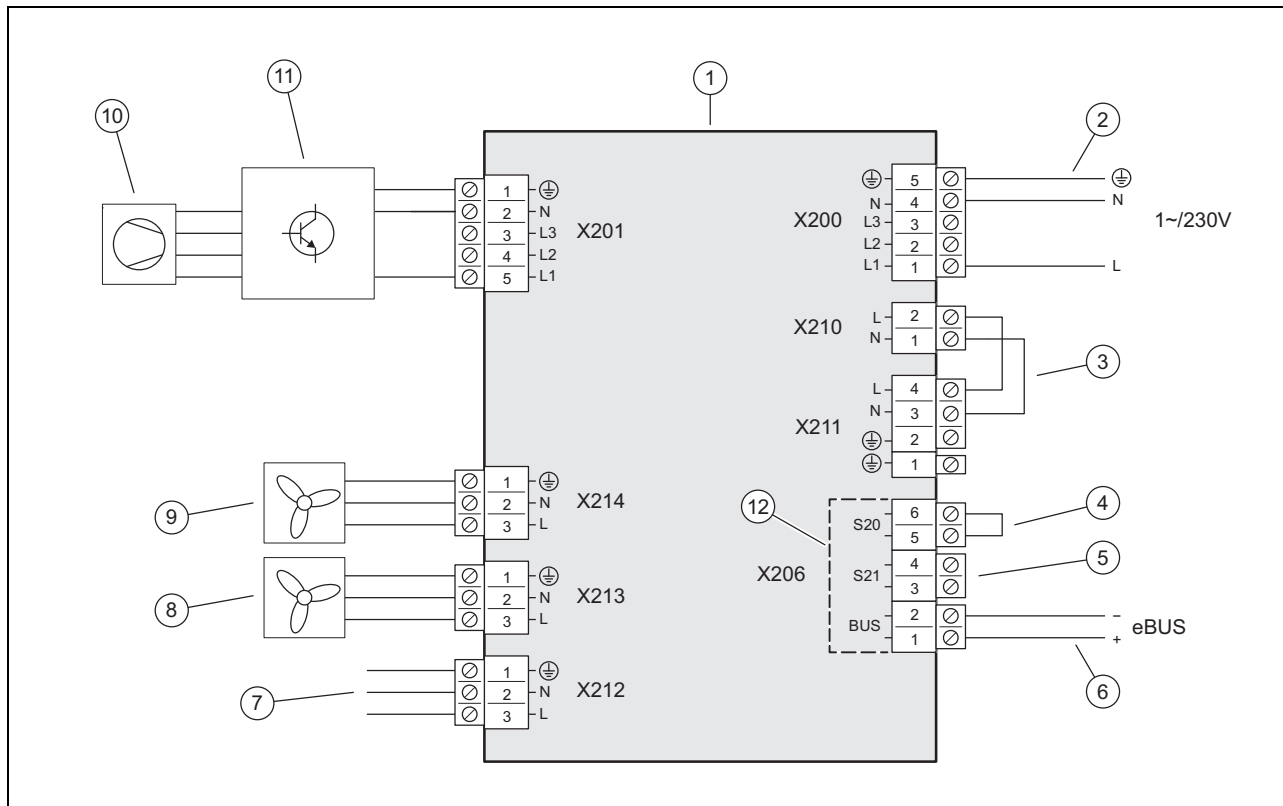 11
1
10
2
1 ⏚
2 N
3 L3
4 L2
5 L1
X201
X200
⏚ 5
N 4
L3 3
L2 2
L1 1
⏚
N
1~/230V
L
X210
L 2
N 1
3
X211
L 4
N 3
⏚ 2
⏚ 1
9
1 ⏚
2 N
3 L
X214
12
X206
S20
6
5
4
S21
4
3
5
BUS
2
1
–
+
eBUS
6
8
1 ⏚
2 N
3 L
X213
7
1 ⏚
2 N
3 L
X212